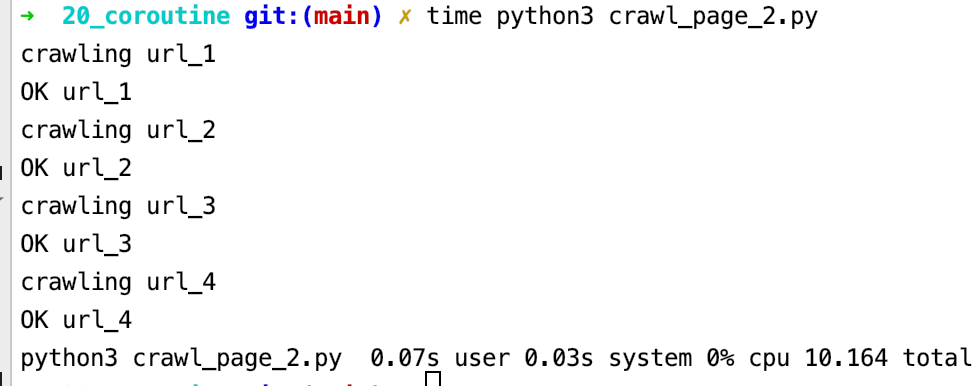 ➜  20_coroutine git:(main) ✗ time python3 crawl_page_2.py
crawling url_1
OK url_1
crawling url_2
OK url_2
crawling url_3
OK url_3
crawling url_4
OK url_4
python3 crawl_page_2.py  0.07s user 0.03s system 0% cpu 10.164 total